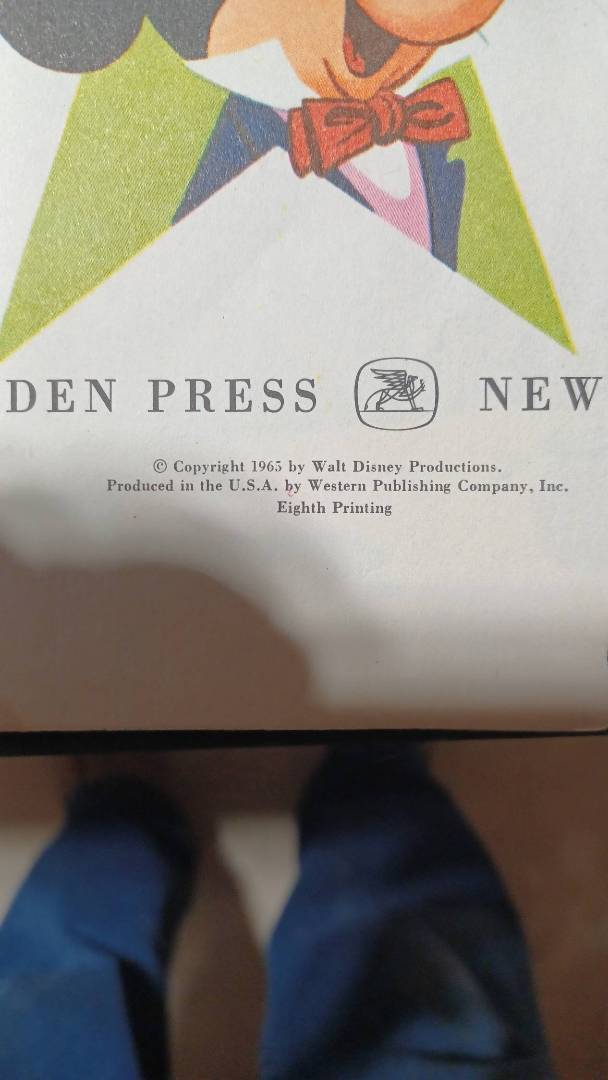 DEN PRESS NEW
© Copyright 1965 by Walt Disney Productions.
Produced in the U.S.A. by Western Publishing Company, Inc.
Eighth Printing